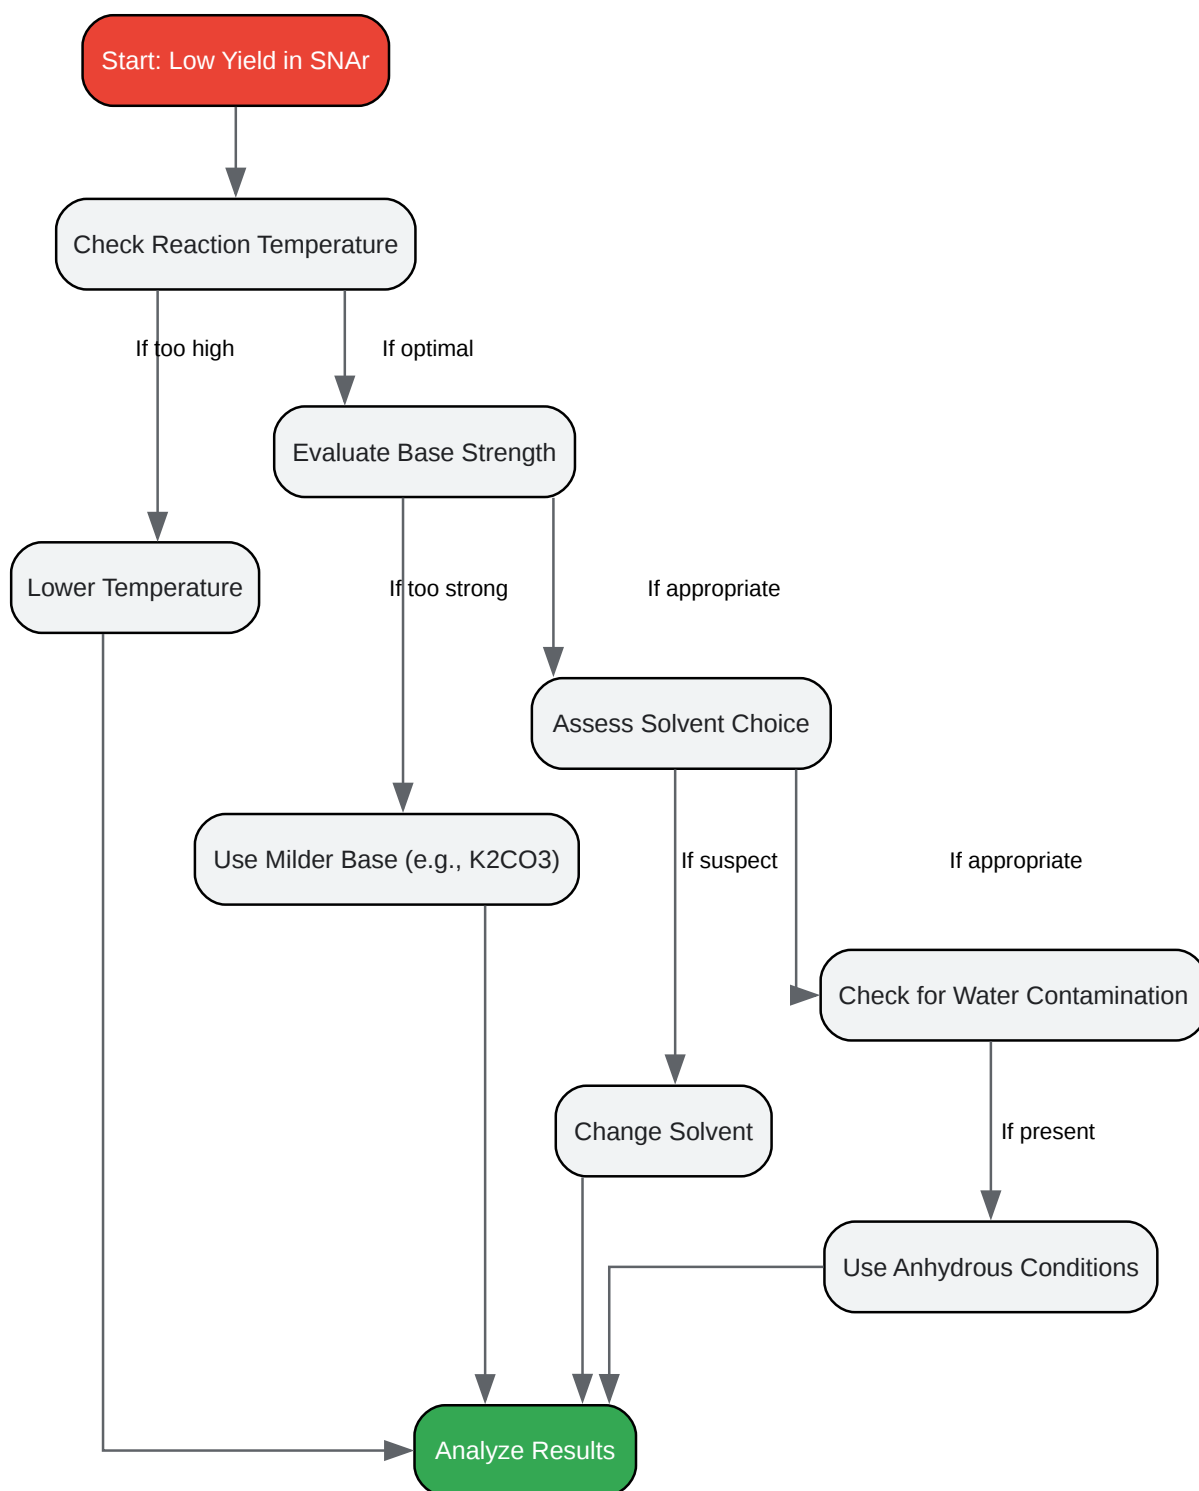 Start: Low Yield in SNAr
Check Reaction Temperature
If too high
If optimal
Evaluate Base Strength
Lower Temperature
If too strong
If appropriate
Assess Solvent Choice
Use Milder Base (e.g., K2CO3)
If suspect
If appropriate
Check for Water Contamination
Change Solvent
If present
Use Anhydrous Conditions
Analyze Results